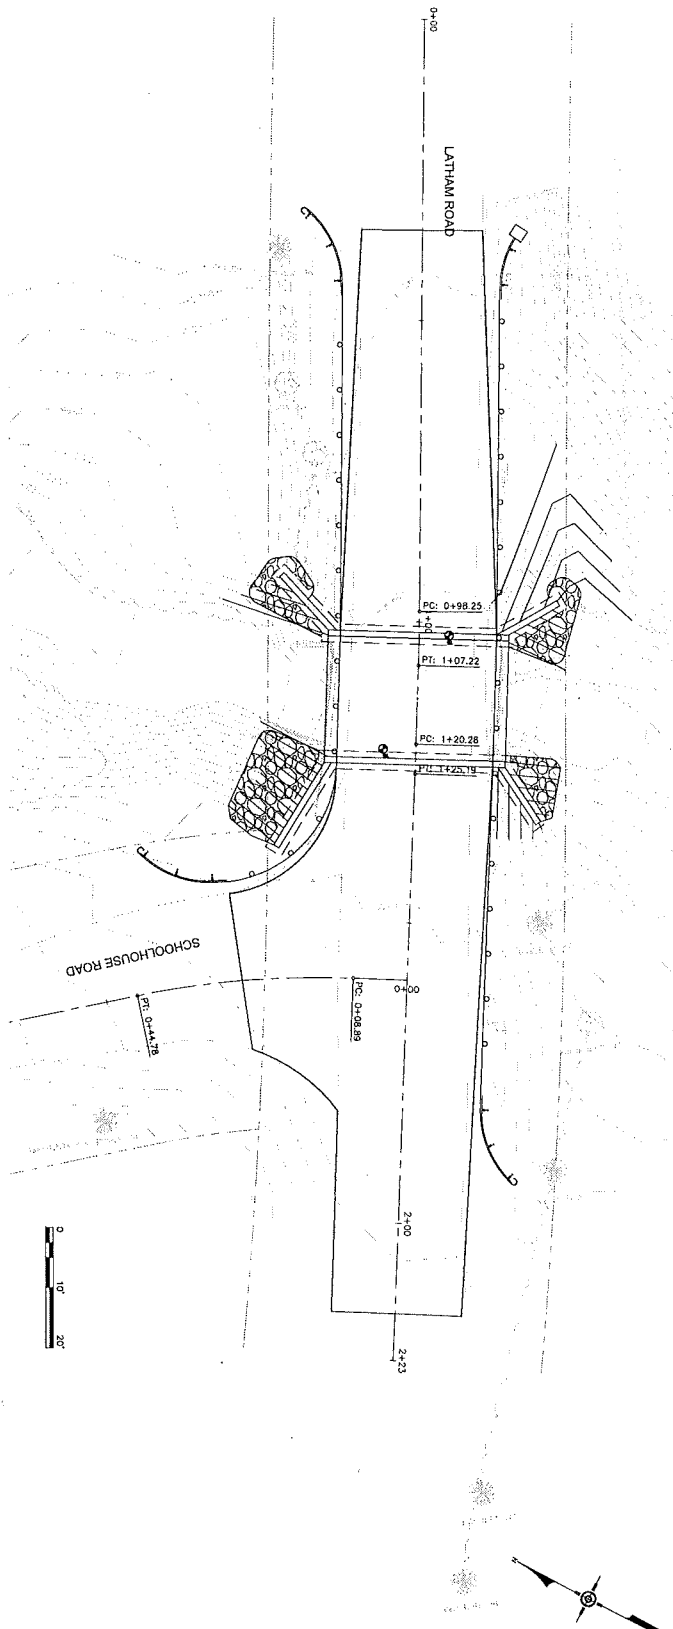 0+00
LATHAM ROAD
PC: 0+98.25
+00
PT: 1+07.22
PC: 1+20.28
PT: 1+25.19
SCHOOLHOUSE ROAD
0+00
PC: 0+08.89
PT: 0+44.78
2+00
2+23
0
10'
20'
N